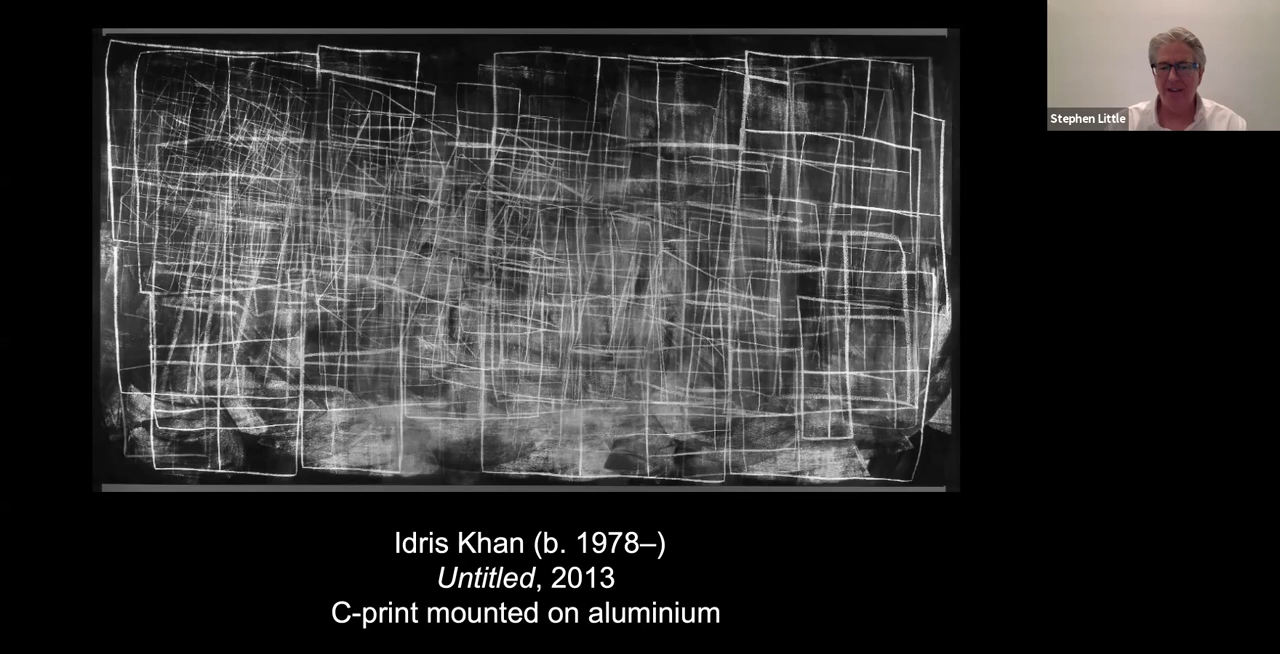 Stephen Little
Idris Khan (b. 1978–)
Untitled, 2013
C-print mounted on aluminium